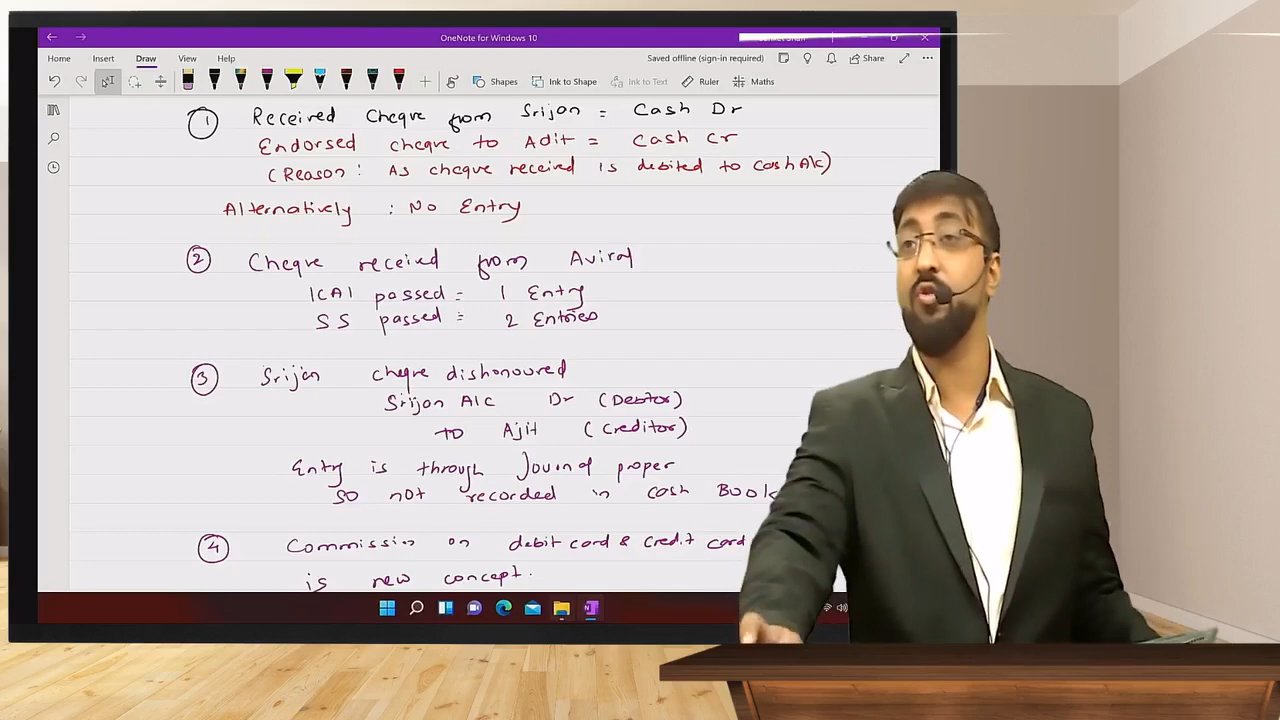 OneNote for Windows 10
Saved offline (sign-in required)
Share
Home Insert Draw View Help
Shapes Ink to Shape Ink to Text Ruler Maths
1 Received Cheque from Srijan = Cash Dr
Endorsed cheque to Adit = Cash Cr
(Reason : As cheque received is debited to Cash A/c)
Alternatively : No Entry
2 Cheque received from Aviral
ICAI passed = 1 Entry
SS passed = 2 Entries
3 Srijan cheque dishonoured
Srijan A/c Dr (Debtor)
to Ajit (Creditor)
Entry is through Journal proper
so not recorded in cash Book
4 Commission on debit card & credit card
is new concept.